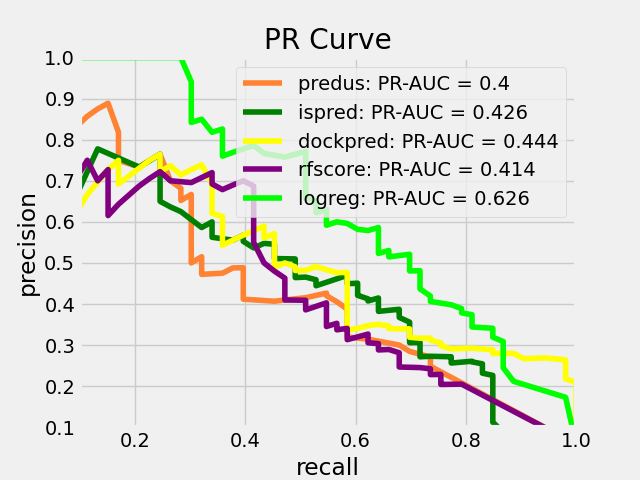 PR Curve
1.0
0.9
0.8
0.7
0.6
0.5
0.4
0.3
0.2
0.1
precision
predus: PR-AUC = 0.4
ispred: PR-AUC = 0.426
dockpred: PR-AUC = 0.444
rfscore: PR-AUC = 0.414
logreg: PR-AUC = 0.626
0.2 0.4 0.6 0.8 1.0
recall